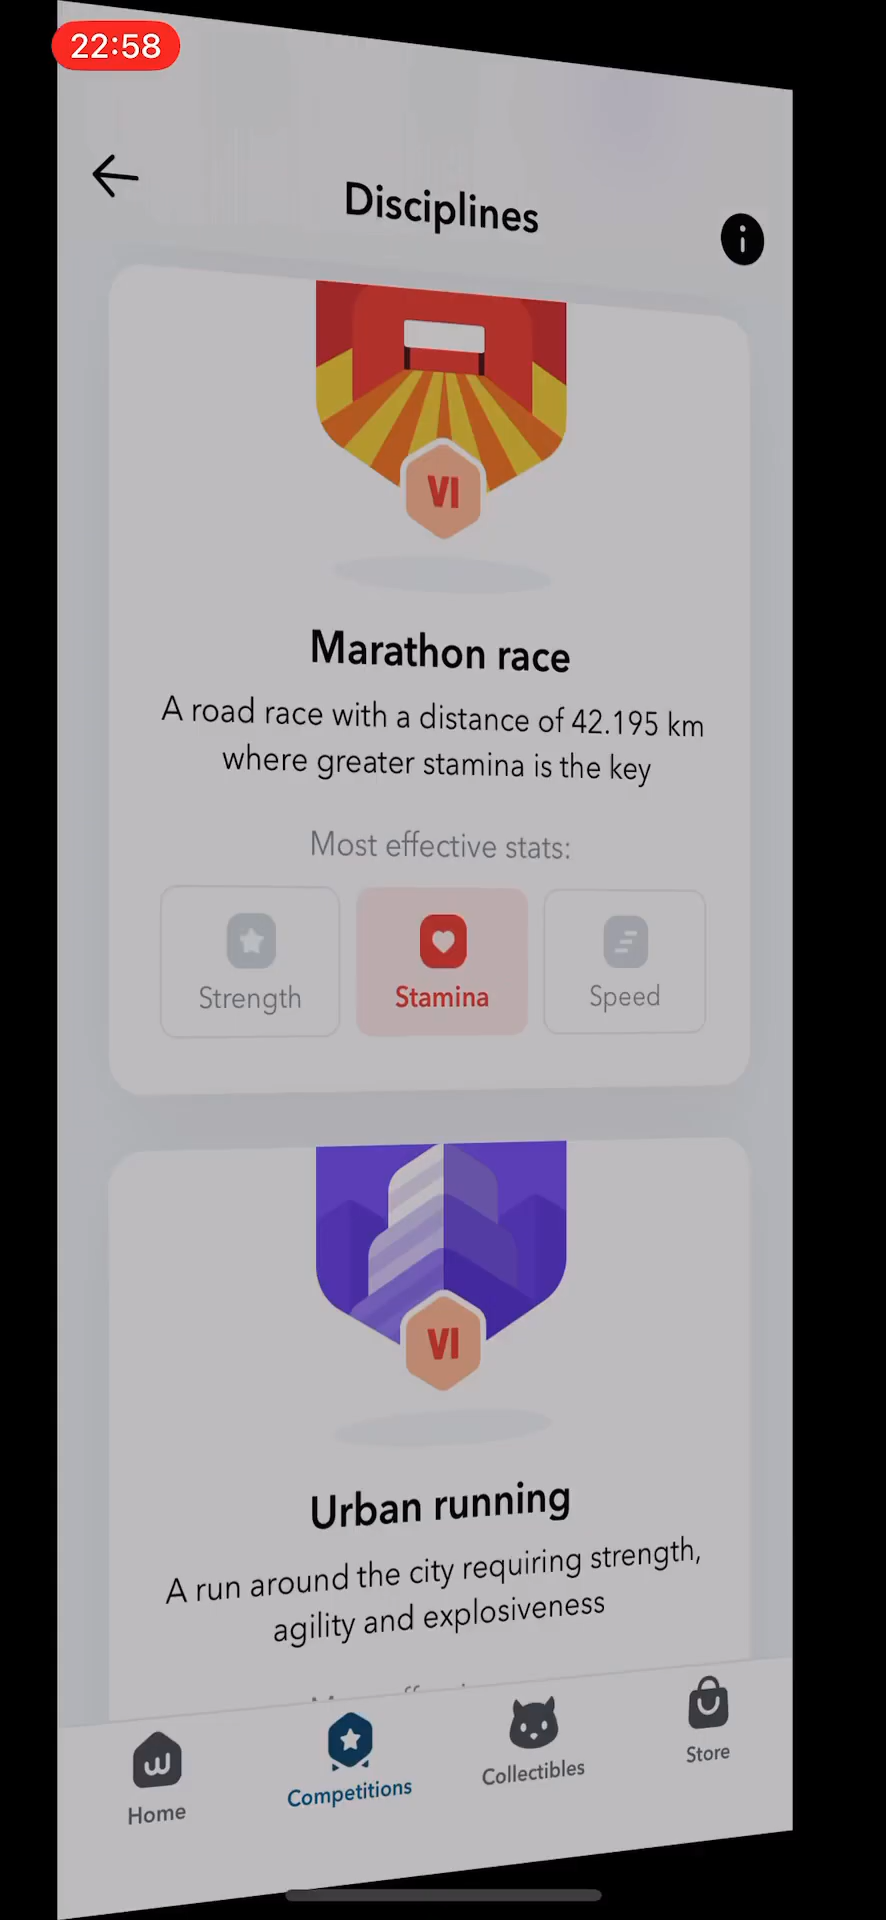 22:58
Disciplines
VI
Marathon race
A road race with a distance of 42.195 km
where greater stamina is the key
Most effective stats:
Strength
Stamina
Speed
VI
Urban running
A run around the city requiring strength,
agility and explosiveness
Home
Competitions
Collectibles
Store